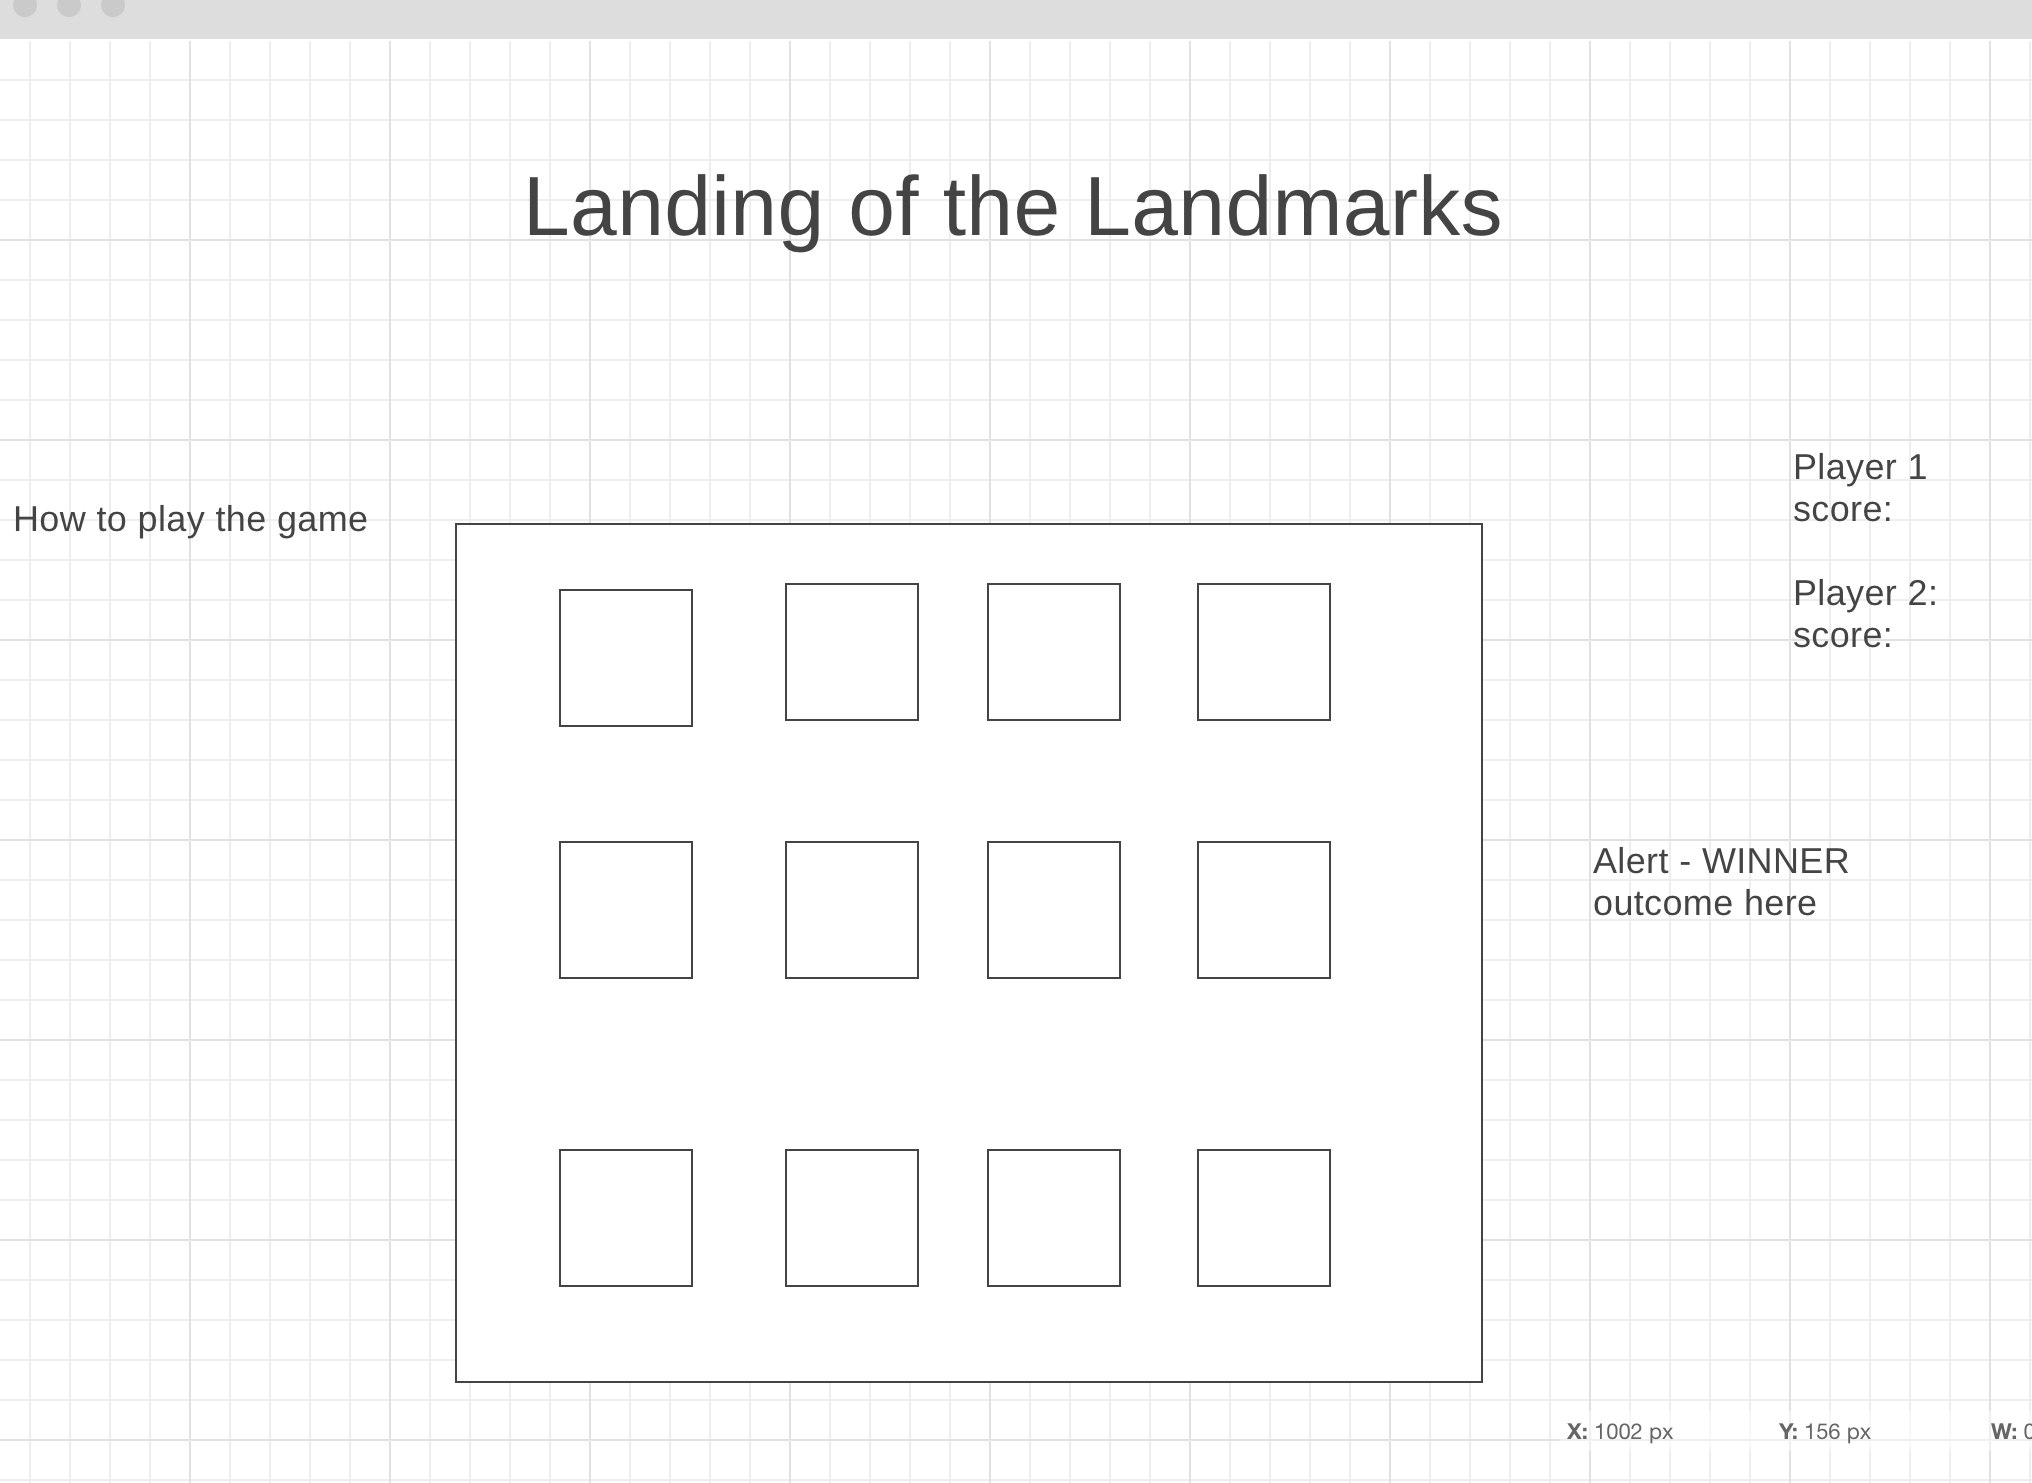 Landing of the Landmarks
How to play the game
Player 1
score:
Player 2:
score:
Alert - WINNER
outcome here
X: 1002 px Y: 156 px W: